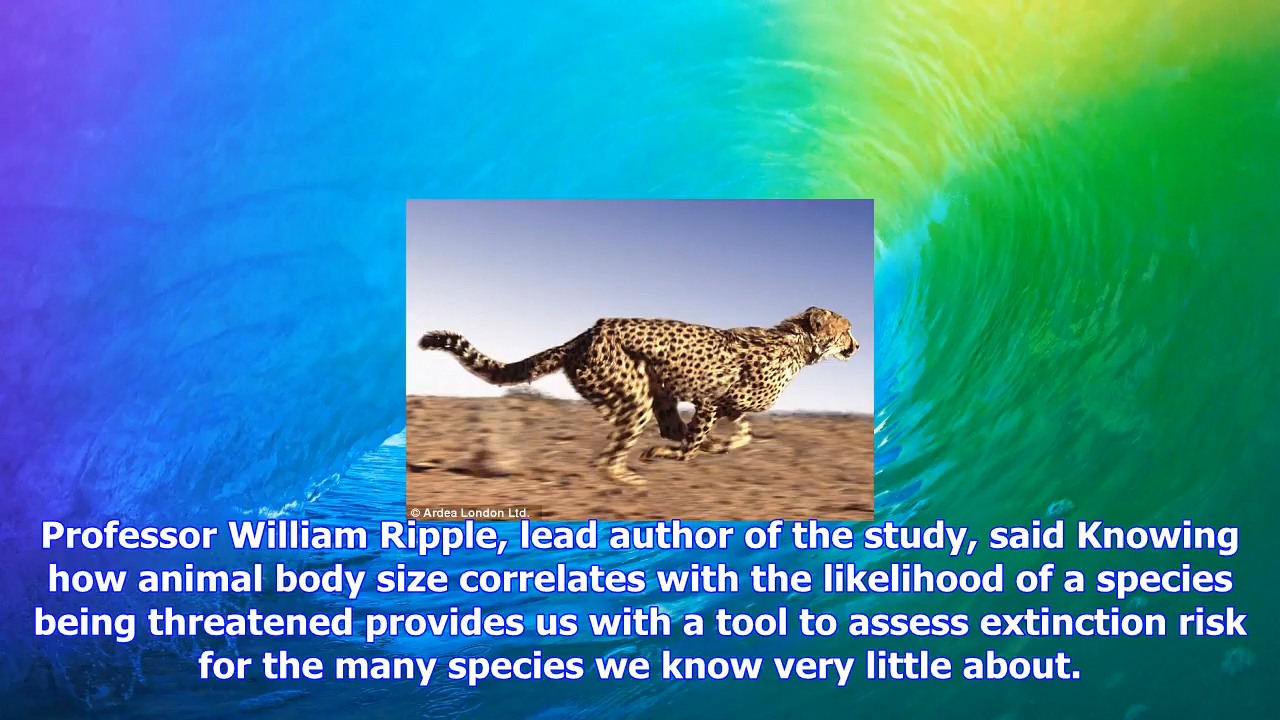 © Ardea London Ltd.
Professor William Ripple, lead author of the study, said Knowing
how animal body size correlates with the likelihood of a species
being threatened provides us with a tool to assess extinction risk
for the many species we know very little about.